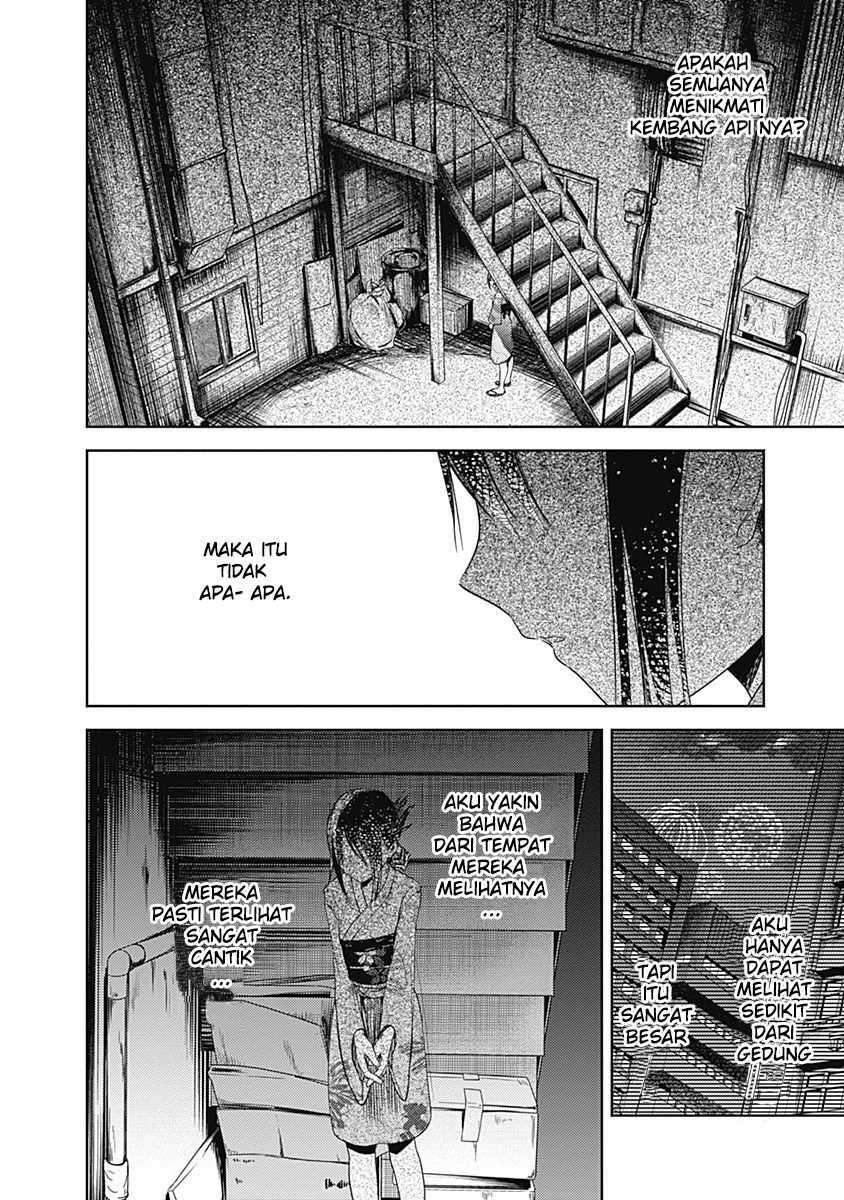 APAKAH
SEMUANYA
MENIKMATI
KEMBANG API NYA?
MAKA ITU
TIDAK
APA- APA.
AKU
HANYA
DAPAT
MELIHAT
SEDIKIT
DARI
GEDUNG
TAPI
ITU
SANGAT
BESAR
AKU YAKIN
BAHWA
DARI TEMPAT
MEREKA
MELIHATNYA
...
MEREKA
PASTI TERLIHAT
SANGAT
CANTIK
...